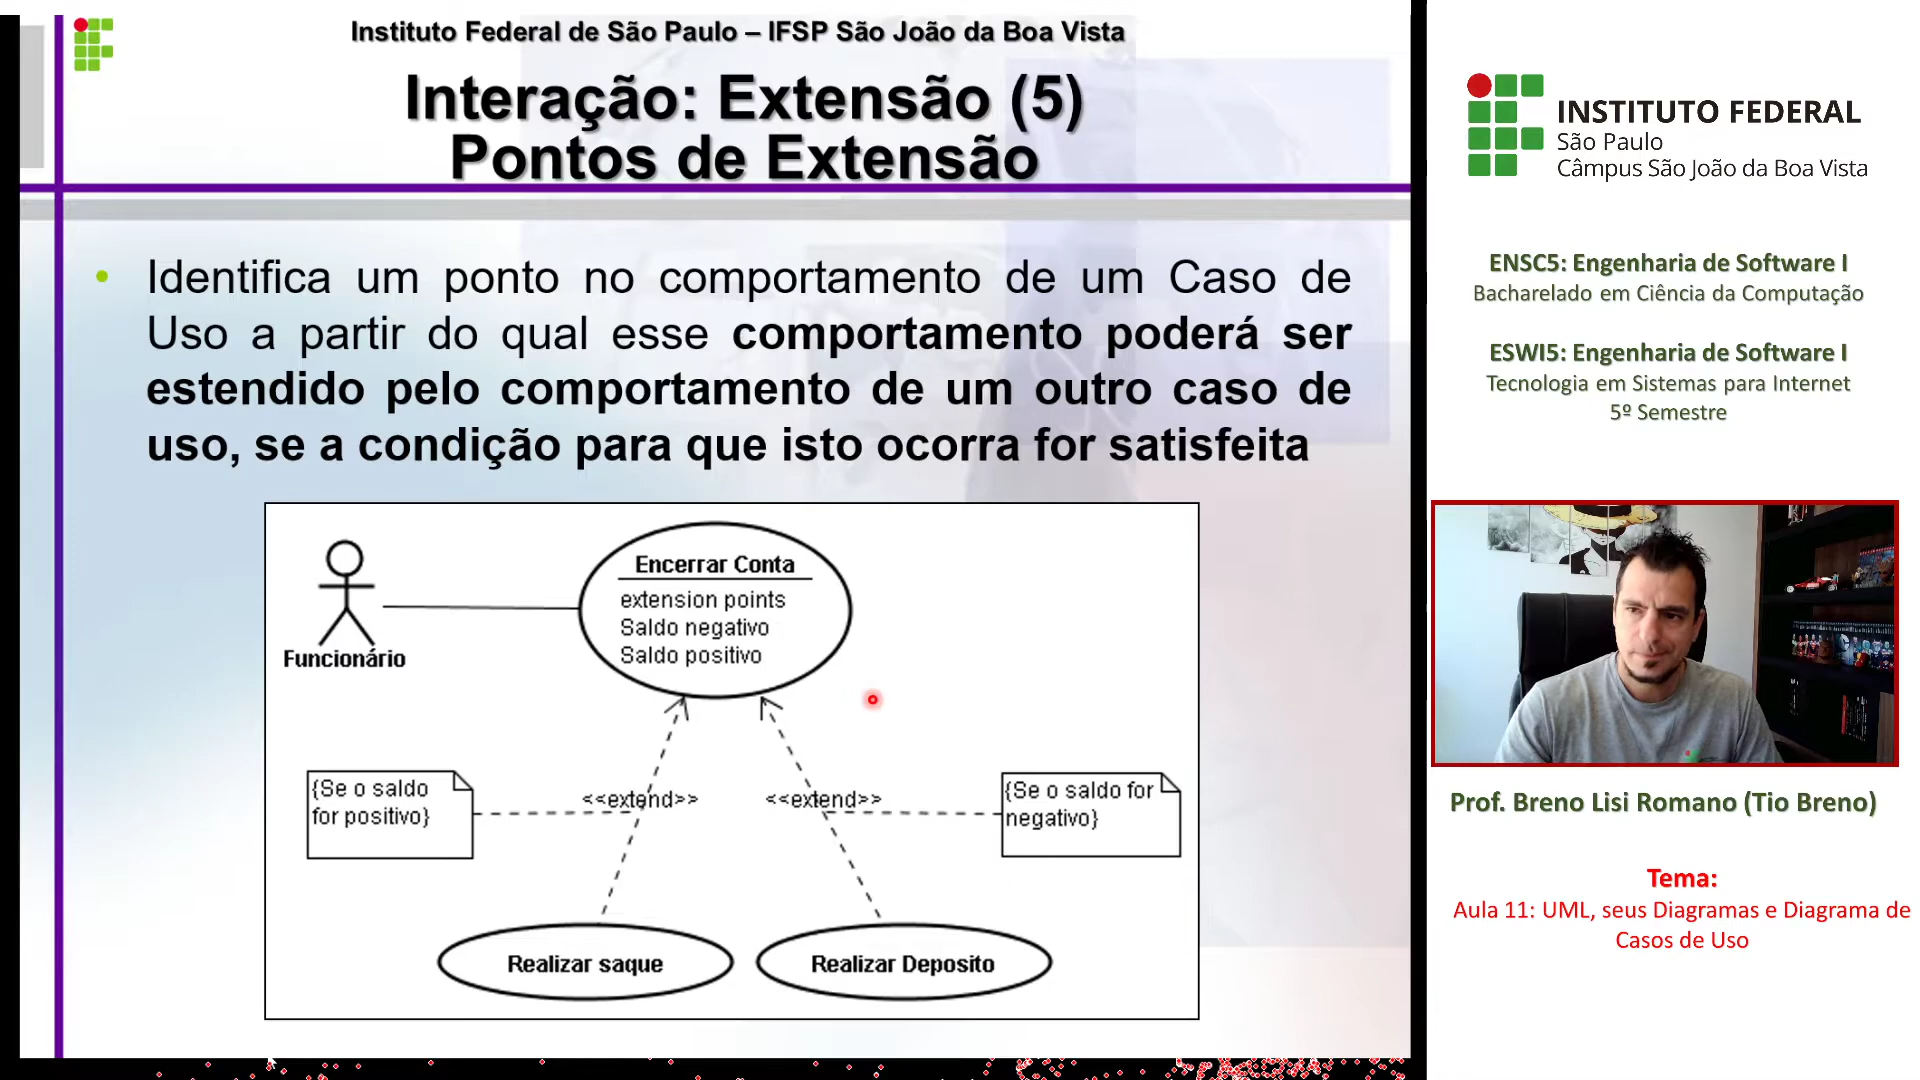 Instituto Federal de São Paulo – IFSP São João da Boa Vista
Interação: Extensão (5)
Pontos de Extensão
• Identifica um ponto no comportamento de um Caso de
Uso a partir do qual esse comportamento poderá ser
estendido pelo comportamento de um outro caso de
uso, se a condição para que isto ocorra for satisfeita
Encerrar Conta
extension points
Saldo negativo
Saldo positivo
Funcionário
{Se o saldo
for positivo}
<<extend>>
<<extend>>
{Se o saldo for
negativo}
Realizar saque
Realizar Deposito
INSTITUTO FEDERAL
São Paulo
Câmpus São João da Boa Vista
ENSC5: Engenharia de Software I
Bacharelado em Ciência da Computação
ESWI5: Engenharia de Software I
Tecnologia em Sistemas para Internet
5º Semestre
Prof. Breno Lisi Romano (Tio Breno)
Tema:
Aula 11: UML, seus Diagramas e Diagrama de
Casos de Uso